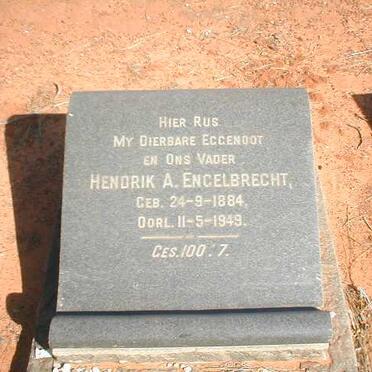 HIER RUS
MY DIERBARE EGGENOOT
EN ONS VADER
HENDRIK A. ENGELBRECHT,
GEB. 24-9-1884,
OORL. 11-5-1949.
GES. 100: 7.